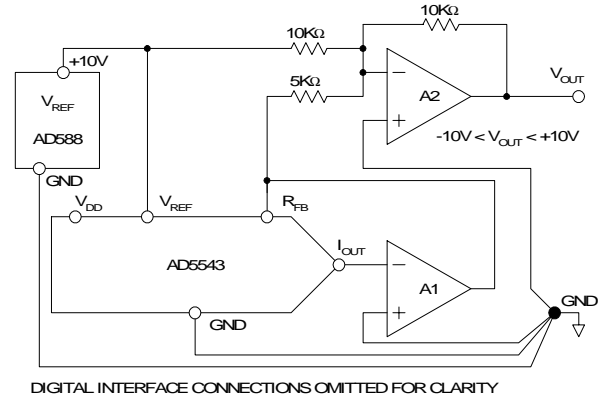 10KΩ
10KΩ
+10V
5KΩ
VOUT
VREF
AD588
− A2
+
-10V < VOUT < +10V
GND
VDD
VREF
RFB
IOUT
AD5543
− A1
+
GND
GND
DIGITAL INTERFACE CONNECTIONS OMITTED FOR CLARITY